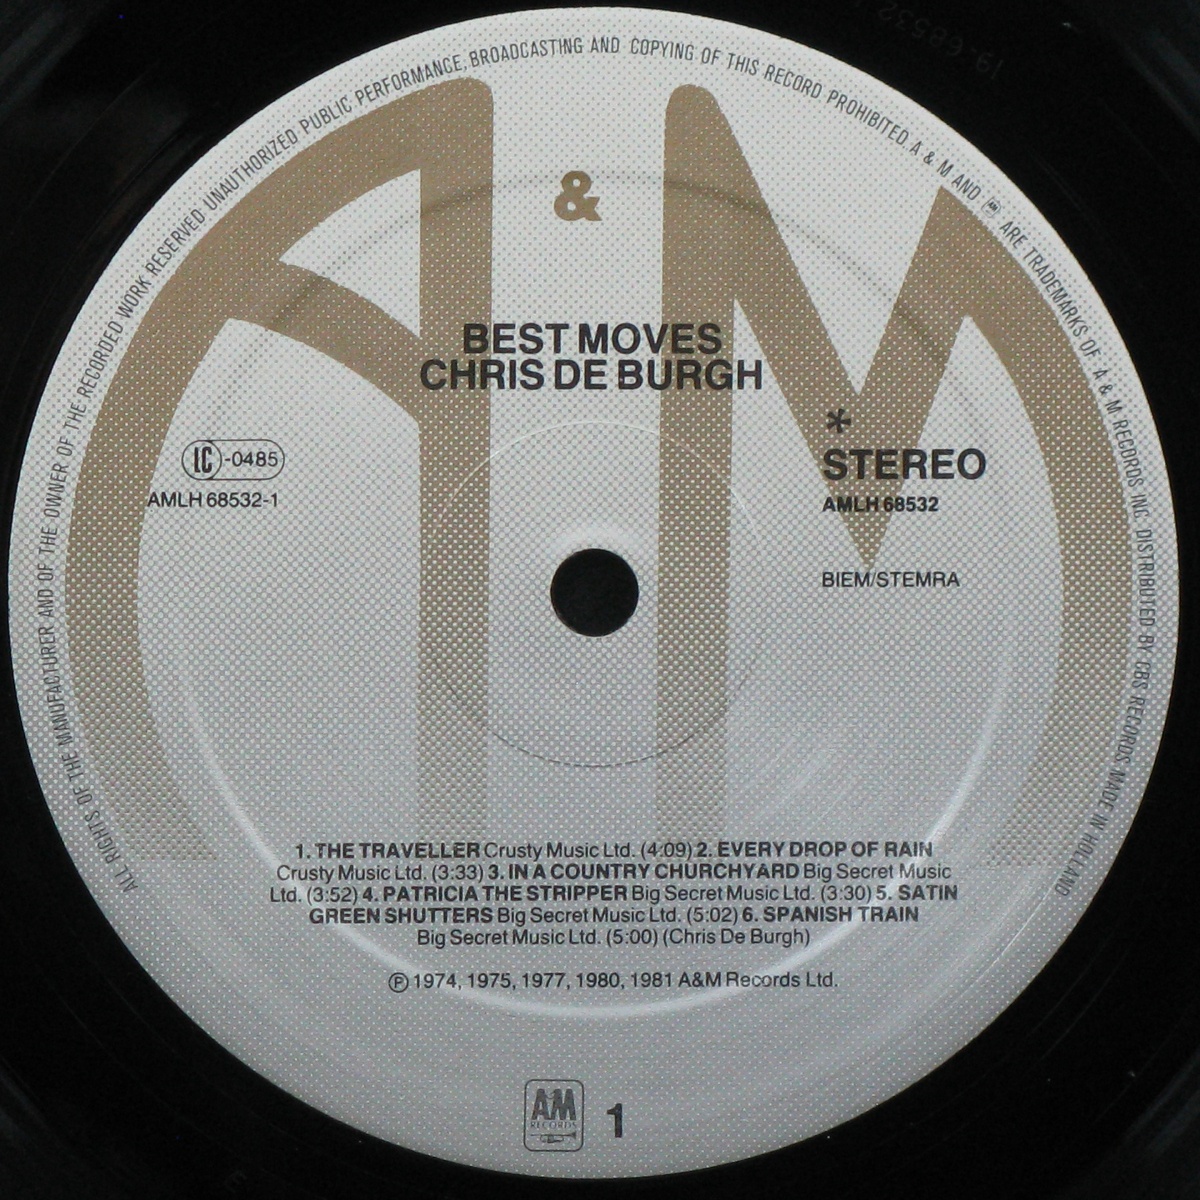 ALL RIGHTS OF THE MANUFACTURER AND OF THE OWNER OF THE RECORDED WORK RESERVED UNAUTHORIZED PUBLIC PERFORMANCE, BROADCASTING AND COPYING OF THIS RECORD PROHIBITED. A & M AND AM ARE TRADEMARKS OF A & M RECORDS INC DISTRIBUTED BY CBS RECORDS MADE IN HOLLAND
A & M
BEST MOVES
CHRIS DE BURGH
LC -0485
AMLH 68532-1
*
STEREO
AMLH 68532
BIEM/STEMRA
1. THE TRAVELLER Crusty Music Ltd. (4:09) 2. EVERY DROP OF RAIN
Crusty Music Ltd. (3:33) 3. IN A COUNTRY CHURCHYARD Big Secret Music
Ltd. (3:52) 4. PATRICIA THE STRIPPER Big Secret Music Ltd. (3:30) 5. SATIN
GREEN SHUTTERS Big Secret Music Ltd. (5:02) 6. SPANISH TRAIN
Big Secret Music Ltd. (5:00) (Chris De Burgh)
℗ 1974, 1975, 1977, 1980, 1981 A&M Records Ltd.
AM
RECORDS
1